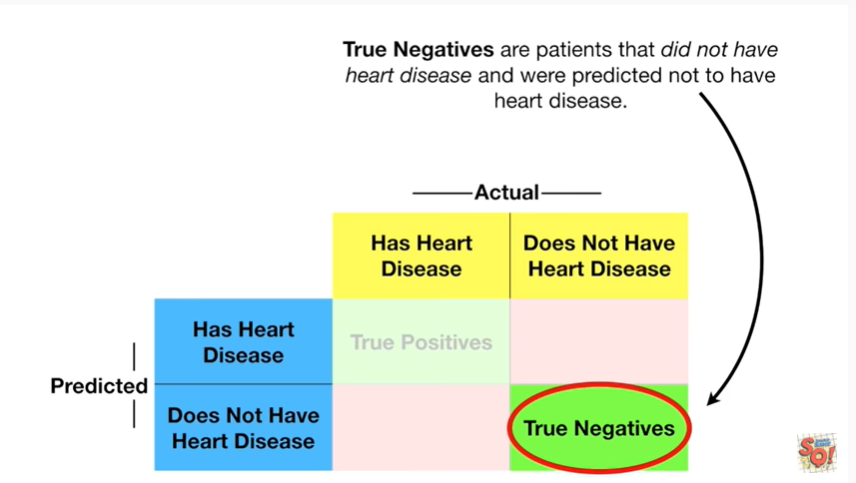 True Negatives are patients that did not have
heart disease and were predicted not to have
heart disease.
Actual
Has Heart
Disease
Does Not Have
Heart Disease
Has Heart
Disease
True Positives
Predicted
Does Not Have
Heart Disease
True Negatives
SQ!